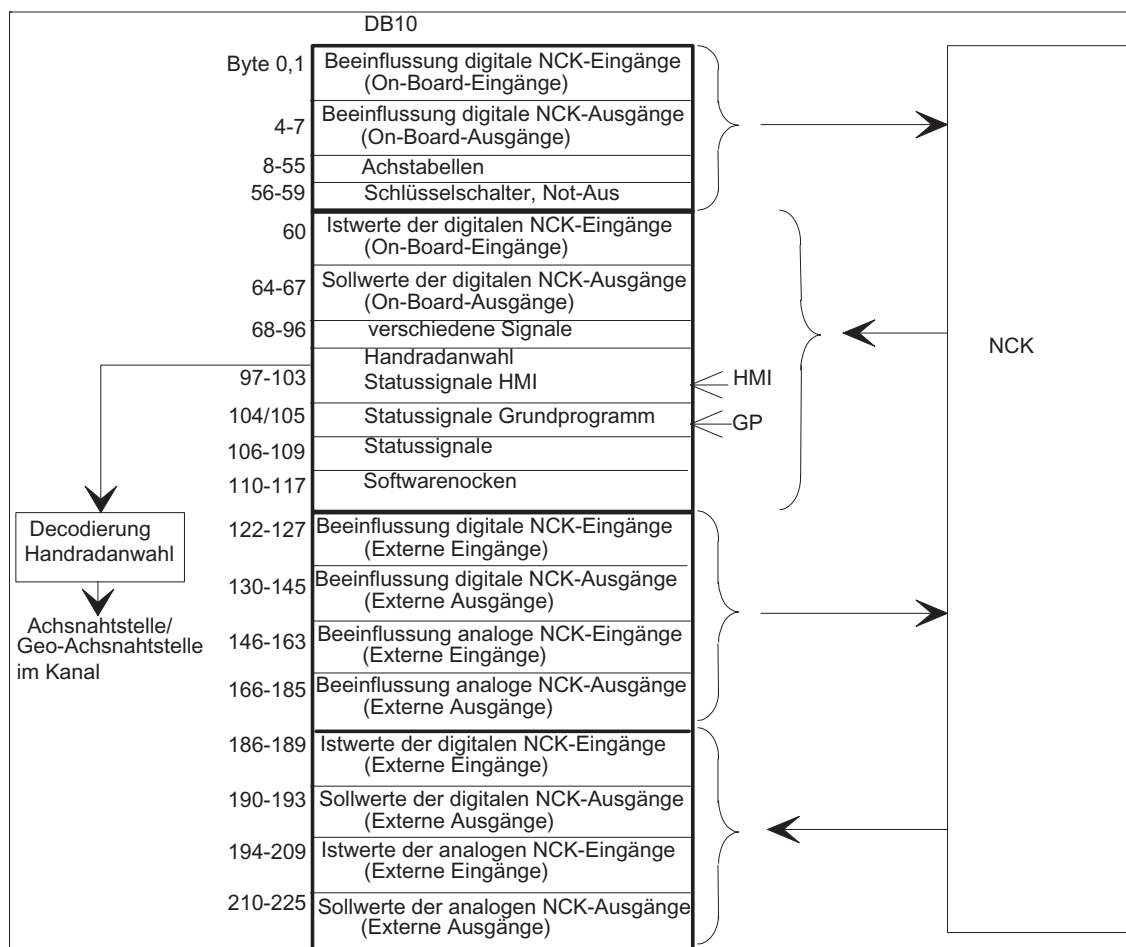 DB10
Byte 0,1
Beeinflussung digitale NCK-Eingänge
(On-Board-Eingänge)
4-7
Beeinflussung digitale NCK-Ausgänge
(On-Board-Ausgänge)
8-55
Achstabellen
56-59
Schlüsselschalter, Not-Aus
60
Istwerte der digitalen NCK-Eingänge
(On-Board-Eingänge)
64-67
Sollwerte der digitalen NCK-Ausgänge
(On-Board-Ausgänge)
68-96
verschiedene Signale
NCK
97-103
Handradanwahl
Statussignale HMI
HMI
104/105
Statussignale Grundprogramm
GP
106-109
Statussignale
110-117
Softwarenocken
Decodierung
Handradanwahl
Achsnahtstelle/
Geo-Achsnahtstelle
im Kanal
122-127
Beeinflussung digitale NCK-Eingänge
(Externe Eingänge)
130-145
Beeinflussung digitale NCK-Ausgänge
(Externe Ausgänge)
146-163
Beeinflussung analoge NCK-Eingänge
(Externe Eingänge)
166-185
Beeinflussung analoge NCK-Ausgänge
(Externe Ausgänge)
186-189
Istwerte der digitalen NCK-Eingänge
(Externe Eingänge)
190-193
Sollwerte der digitalen NCK-Ausgänge
(Externe Ausgänge)
194-209
Istwerte der analogen NCK-Eingänge
(Externe Eingänge)
210-225
Sollwerte der analogen NCK-Ausgänge
(Externe Ausgänge)